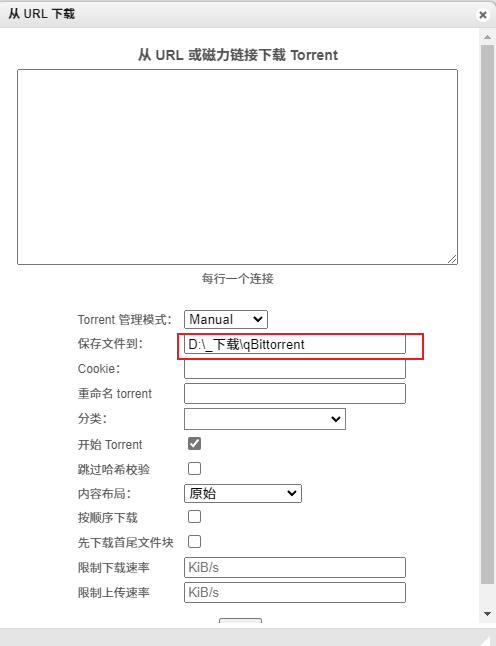 从 URL 下载
从 URL 或磁力链接下载 Torrent
每行一个连接
Torrent 管理模式： Manual
保存文件到： D:\_下载\qBittorrent
Cookie：
重命名 torrent
分类：
开始 Torrent
跳过哈希校验
内容布局： 原始
按顺序下载
先下载首尾文件块
限制下载速率 KiB/s
限制上传速率 KiB/s